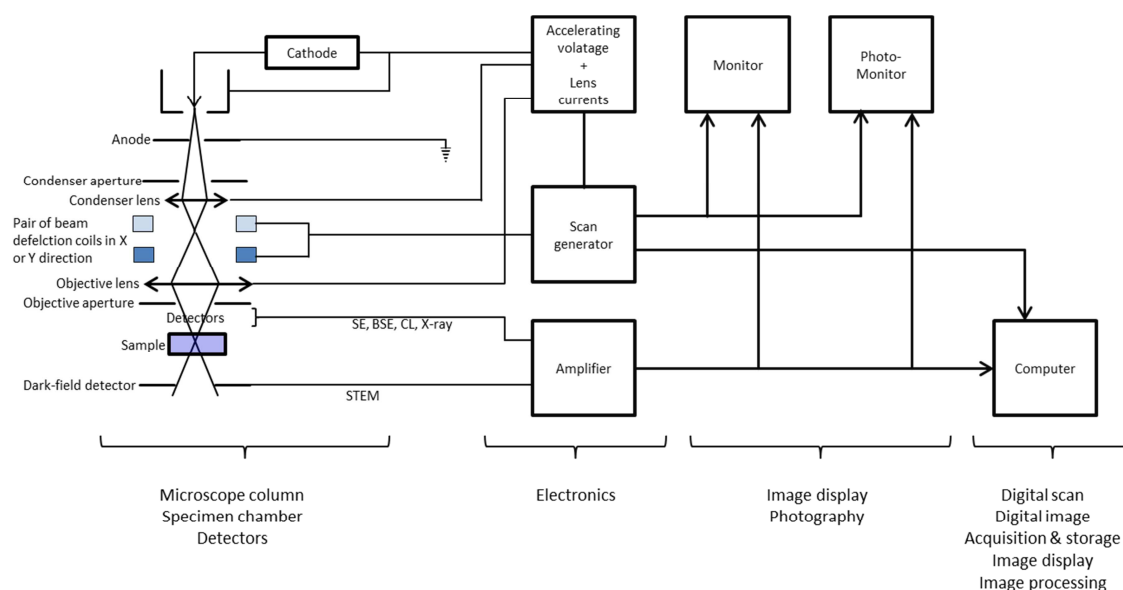 Cathode
Accelerating
volatage
+
Lens
currents
Monitor
Photo-
Monitor
Anode
Condenser aperture
Condenser lens
Pair of beam
defelction coils in X
or Y direction
Scan
generator
Objective lens
Objective aperture
Detectors
SE, BSE, CL, X-ray
Sample
Amplifier
Computer
Dark-field detector
STEM
Microscope column
Specimen chamber
Detectors
Electronics
Image display
Photography
Digital scan
Digital image
Acquisition & storage
Image display
Image processing